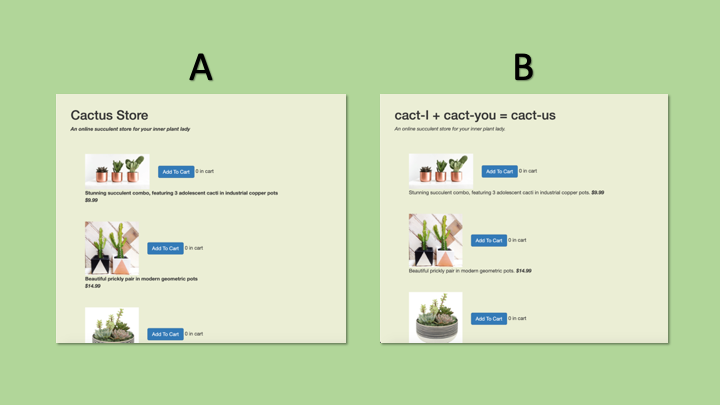 A
Cactus Store
An online succulent store for your inner plant lady
Add To Cart 0 in cart
Stunning succulent combo, featuring 3 adolescent cacti in industrial copper pots
$9.99
Add To Cart 0 in cart
Beautiful prickly pair in modern geometric pots
$14.99
Add To Cart 0 in cart
B
cact-I + cact-you = cact-us
An online succulent store for your inner plant lady.
Add To Cart 0 in cart
Stunning succulent combo, featuring 3 adolescent cacti in industrial copper pots. $9.99
Add To Cart 0 in cart
Beautiful prickly pair in modern geometric pots. $14.99
Add To Cart 0 in cart